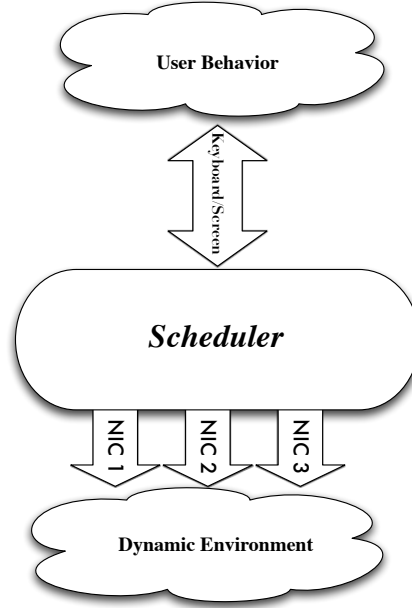 User Behavior
Keyboard/Screen
Scheduler
NIC 1
NIC 2
NIC 3
Dynamic Environment